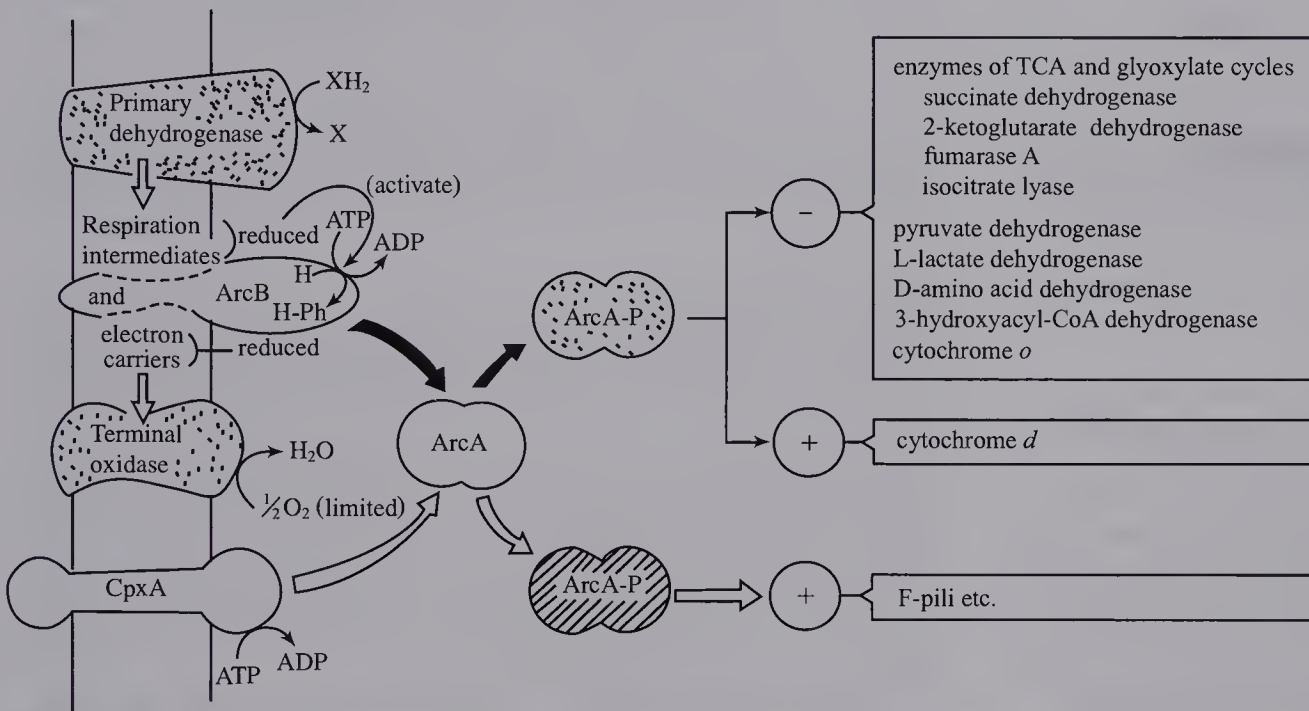 Primary
dehydrogenase
XH₂
X
Respiration
intermediates
reduced
(activate)
ATP
ADP
H
and
ArcB
H-Ph
electron
carriers
reduced
Terminal
oxidase
H₂O
½O₂ (limited)
CpxA
ATP
ADP
ArcA
ArcA-P
ArcA-P
−
enzymes of TCA and glyoxylate cycles
succinate dehydrogenase
2-ketoglutarate dehydrogenase
fumarase A
isocitrate lyase
pyruvate dehydrogenase
L-lactate dehydrogenase
D-amino acid dehydrogenase
3-hydroxyacyl-CoA dehydrogenase
cytochrome o
+
cytochrome d
+
F-pili etc.